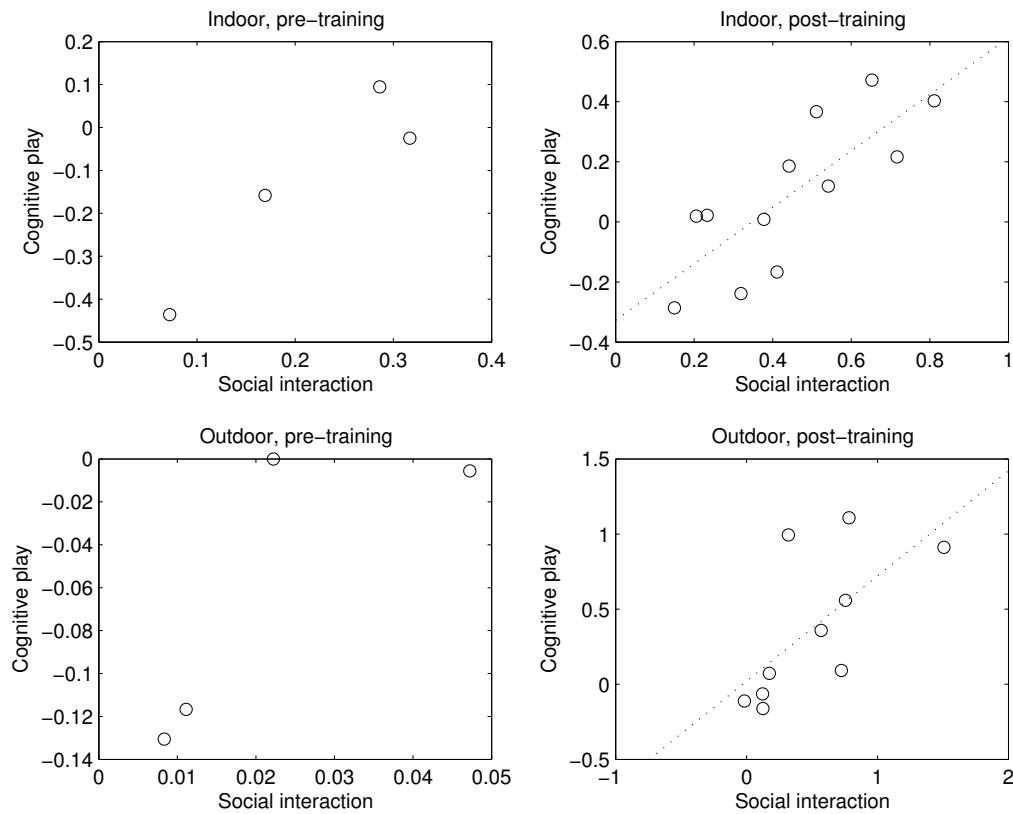 Indoor, pre−training
Cognitive play
0.2
0.1
0
−0.1
−0.2
−0.3
−0.4
−0.5
0 0.1 0.2 0.3 0.4
Social interaction
Indoor, post−training
Cognitive play
0.6
0.4
0.2
0
−0.2
−0.4
0 0.2 0.4 0.6 0.8 1
Social interaction
Outdoor, pre−training
Cognitive play
0
−0.02
−0.04
−0.06
−0.08
−0.1
−0.12
−0.14
0 0.01 0.02 0.03 0.04 0.05
Social interaction
Outdoor, post−training
Cognitive play
1.5
1
0.5
0
−0.5
−1 0 1 2
Social interaction